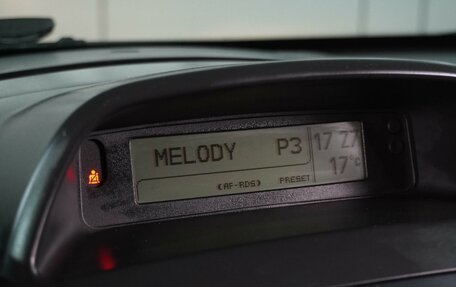 MELODY P3 17 27
17°C
(AF-RDS) PRESET